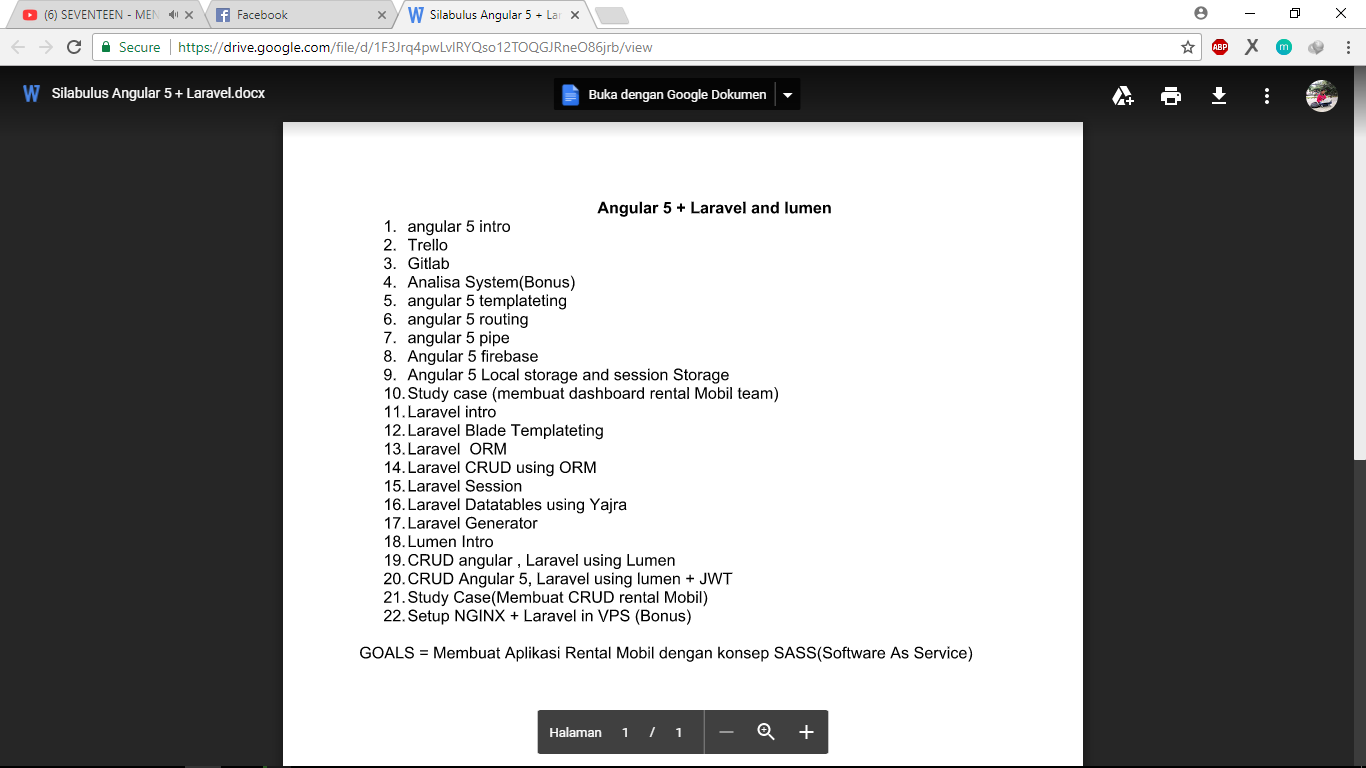 (6) SEVENTEEN - MEN
Facebook
Silabulus Angular 5 + Lar
Secure
https://drive.google.com/file/d/1F3Jrq4pwLvlRYQso12TOQGJRneO86jrb/view
ABP
m
W
Silabulus Angular 5 + Laravel.docx
Buka dengan Google Dokumen
Angular 5 + Laravel and lumen
1. angular 5 intro
2. Trello
3. Gitlab
4. Analisa System(Bonus)
5. angular 5 templateting
6. angular 5 routing
7. angular 5 pipe
8. Angular 5 firebase
9. Angular 5 Local storage and session Storage
10. Study case (membuat dashboard rental Mobil team)
11. Laravel intro
12. Laravel Blade Templateting
13. Laravel  ORM
14. Laravel CRUD using ORM
15. Laravel Session
16. Laravel Datatables using Yajra
17. Laravel Generator
18. Lumen Intro
19. CRUD angular , Laravel using Lumen
20. CRUD Angular 5, Laravel using lumen + JWT
21. Study Case(Membuat CRUD rental Mobil)
22. Setup NGINX + Laravel in VPS (Bonus)
GOALS = Membuat Aplikasi Rental Mobil dengan konsep SASS(Software As Service)
Halaman 1 / 1